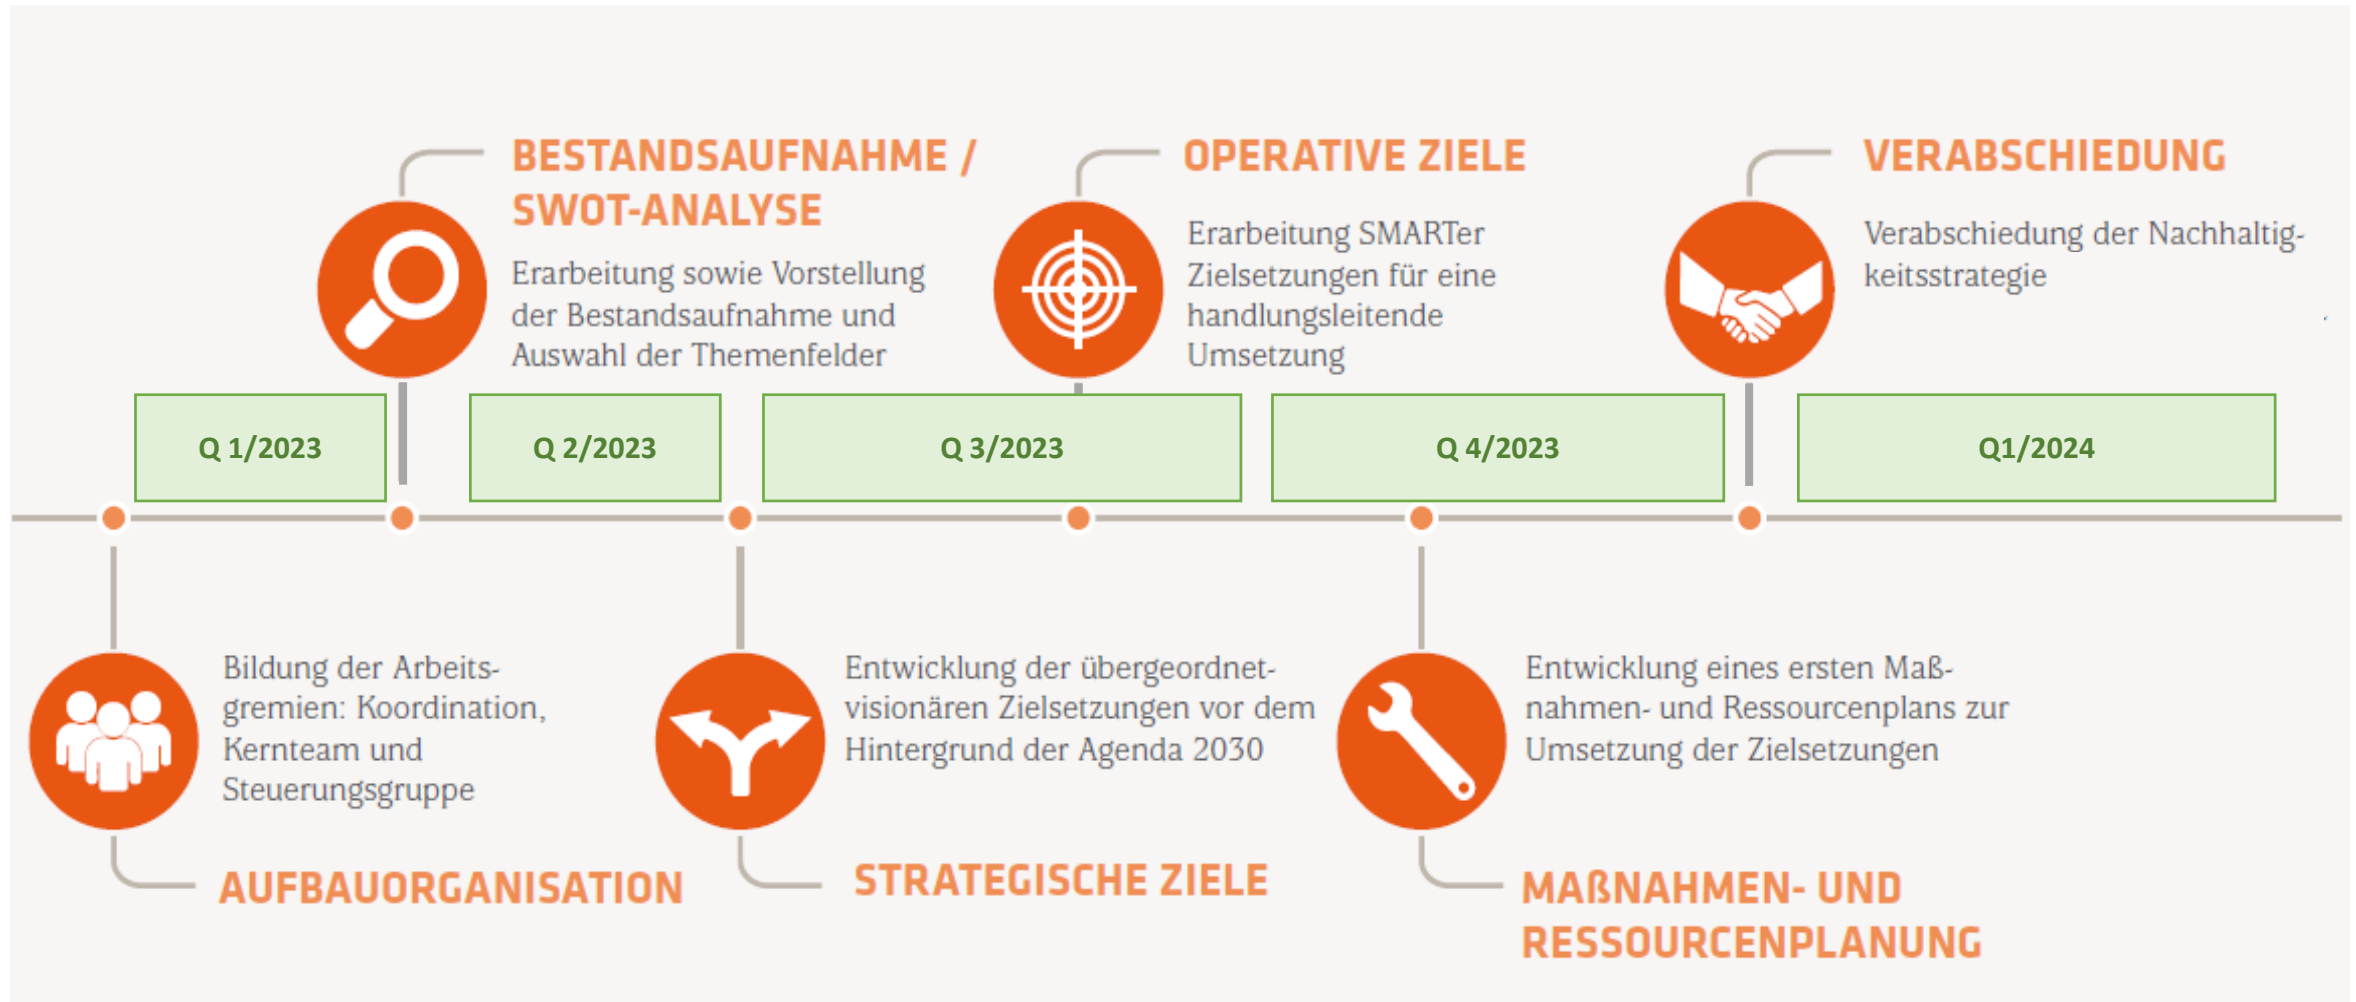 BESTANDSAUFNAHME /
SWOT-ANALYSE
Erarbeitung sowie Vorstellung
der Bestandsaufnahme und
Auswahl der Themenfelder
OPERATIVE ZIELE
Erarbeitung SMARTer
Zielsetzungen für eine
handlungsleitende
Umsetzung
VERABSCHIEDUNG
Verabschiedung der Nachhaltig-
keitsstrategie
Q 1/2023
Q 2/2023
Q 3/2023
Q 4/2023
Q1/2024
Bildung der Arbeits-
gremien: Koordination,
Kernteam und
Steuerungsgruppe
AUFBAUORGANISATION
Entwicklung der übergeordnet-
visionären Zielsetzungen vor dem
Hintergrund der Agenda 2030
STRATEGISCHE ZIELE
Entwicklung eines ersten Maß-
nahmen- und Ressourcenplans zur
Umsetzung der Zielsetzungen
MAßNAHMEN- UND
RESSOURCENPLANUNG